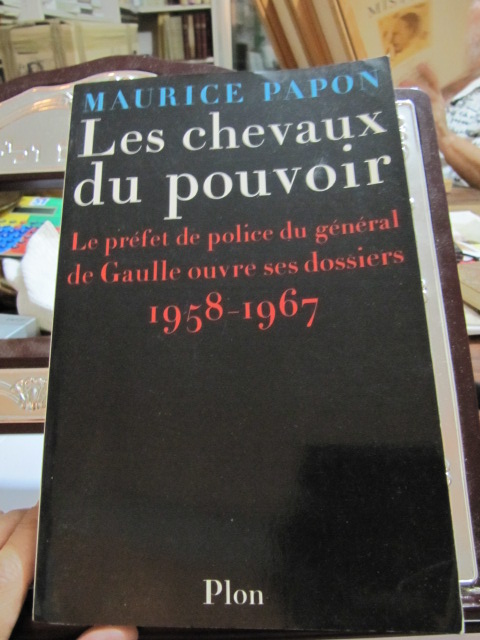 MAURICE PAPON
Les chevaux
du pouvoir
Le préfet de police du général
de Gaulle ouvre ses dossiers
1958-1967
Plon